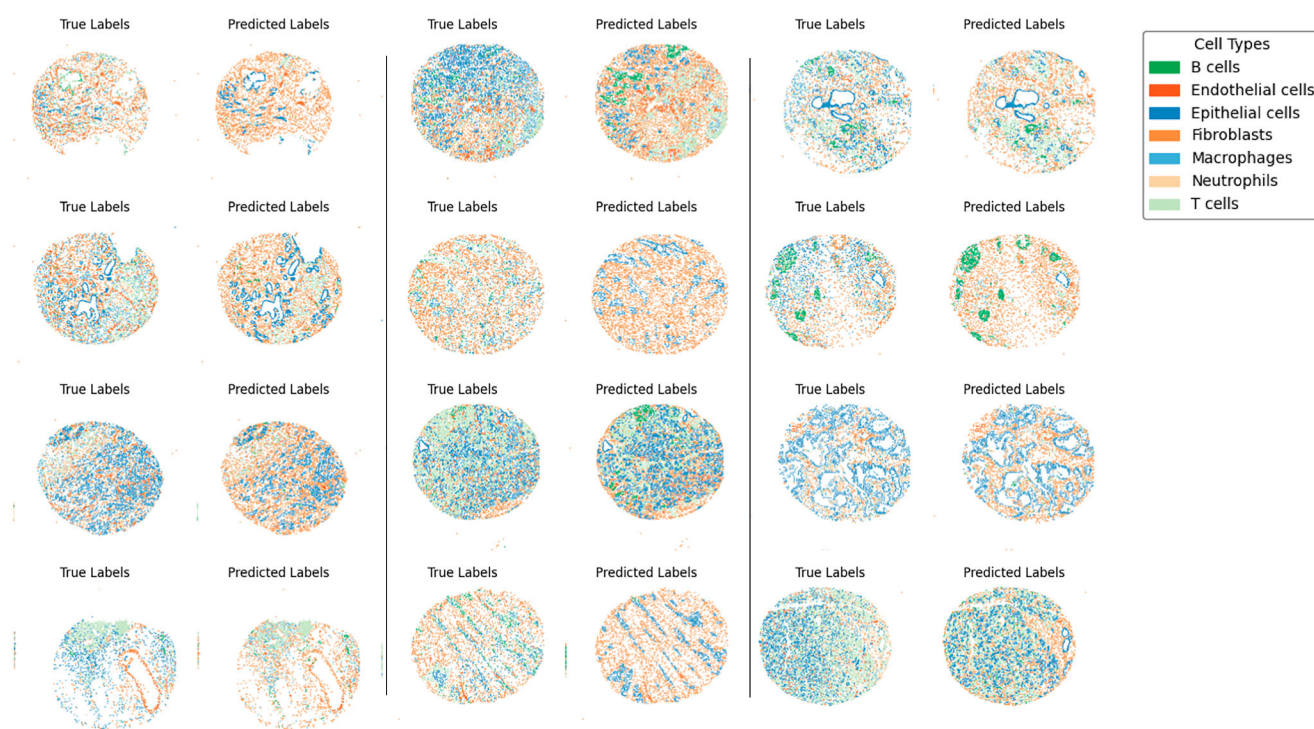 True Labels
Predicted Labels
True Labels
Predicted Labels
True Labels
Predicted Labels
Cell Types
B cells
Endothelial cells
Epithelial cells
Fibroblasts
Macrophages
Neutrophils
T cells
True Labels
Predicted Labels
True Labels
Predicted Labels
True Labels
Predicted Labels
True Labels
Predicted Labels
True Labels
Predicted Labels
True Labels
Predicted Labels
True Labels
Predicted Labels
True Labels
Predicted Labels
True Labels
Predicted Labels